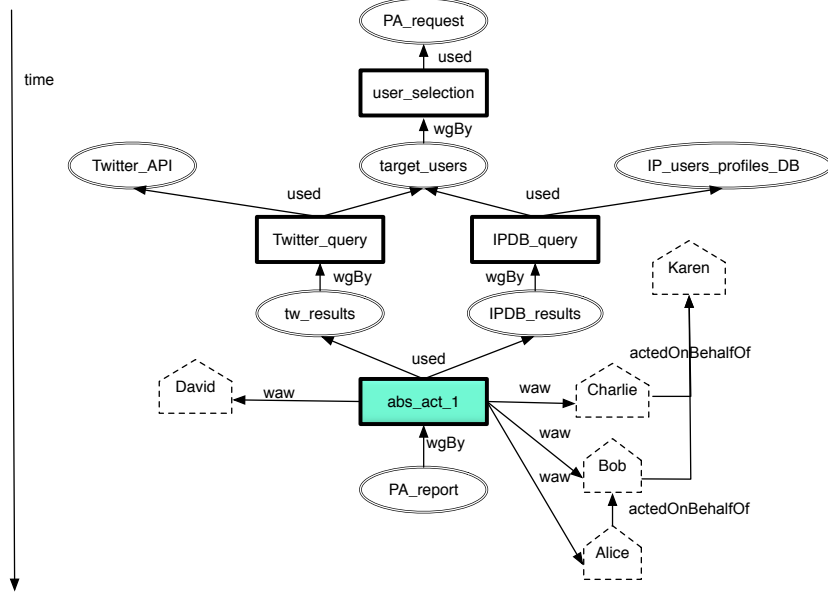 PA_request
used
time
user_selection
wgBy
Twitter_API
target_users
IP_users_profiles_DB
used
used
Twitter_query
IPDB_query
Karen
wgBy
wgBy
tw_results
IPDB_results
used
actedOnBehalfOf
David
waw
abs_act_1
waw
Charlie
wgBy
waw
Bob
waw
PA_report
actedOnBehalfOf
Alice